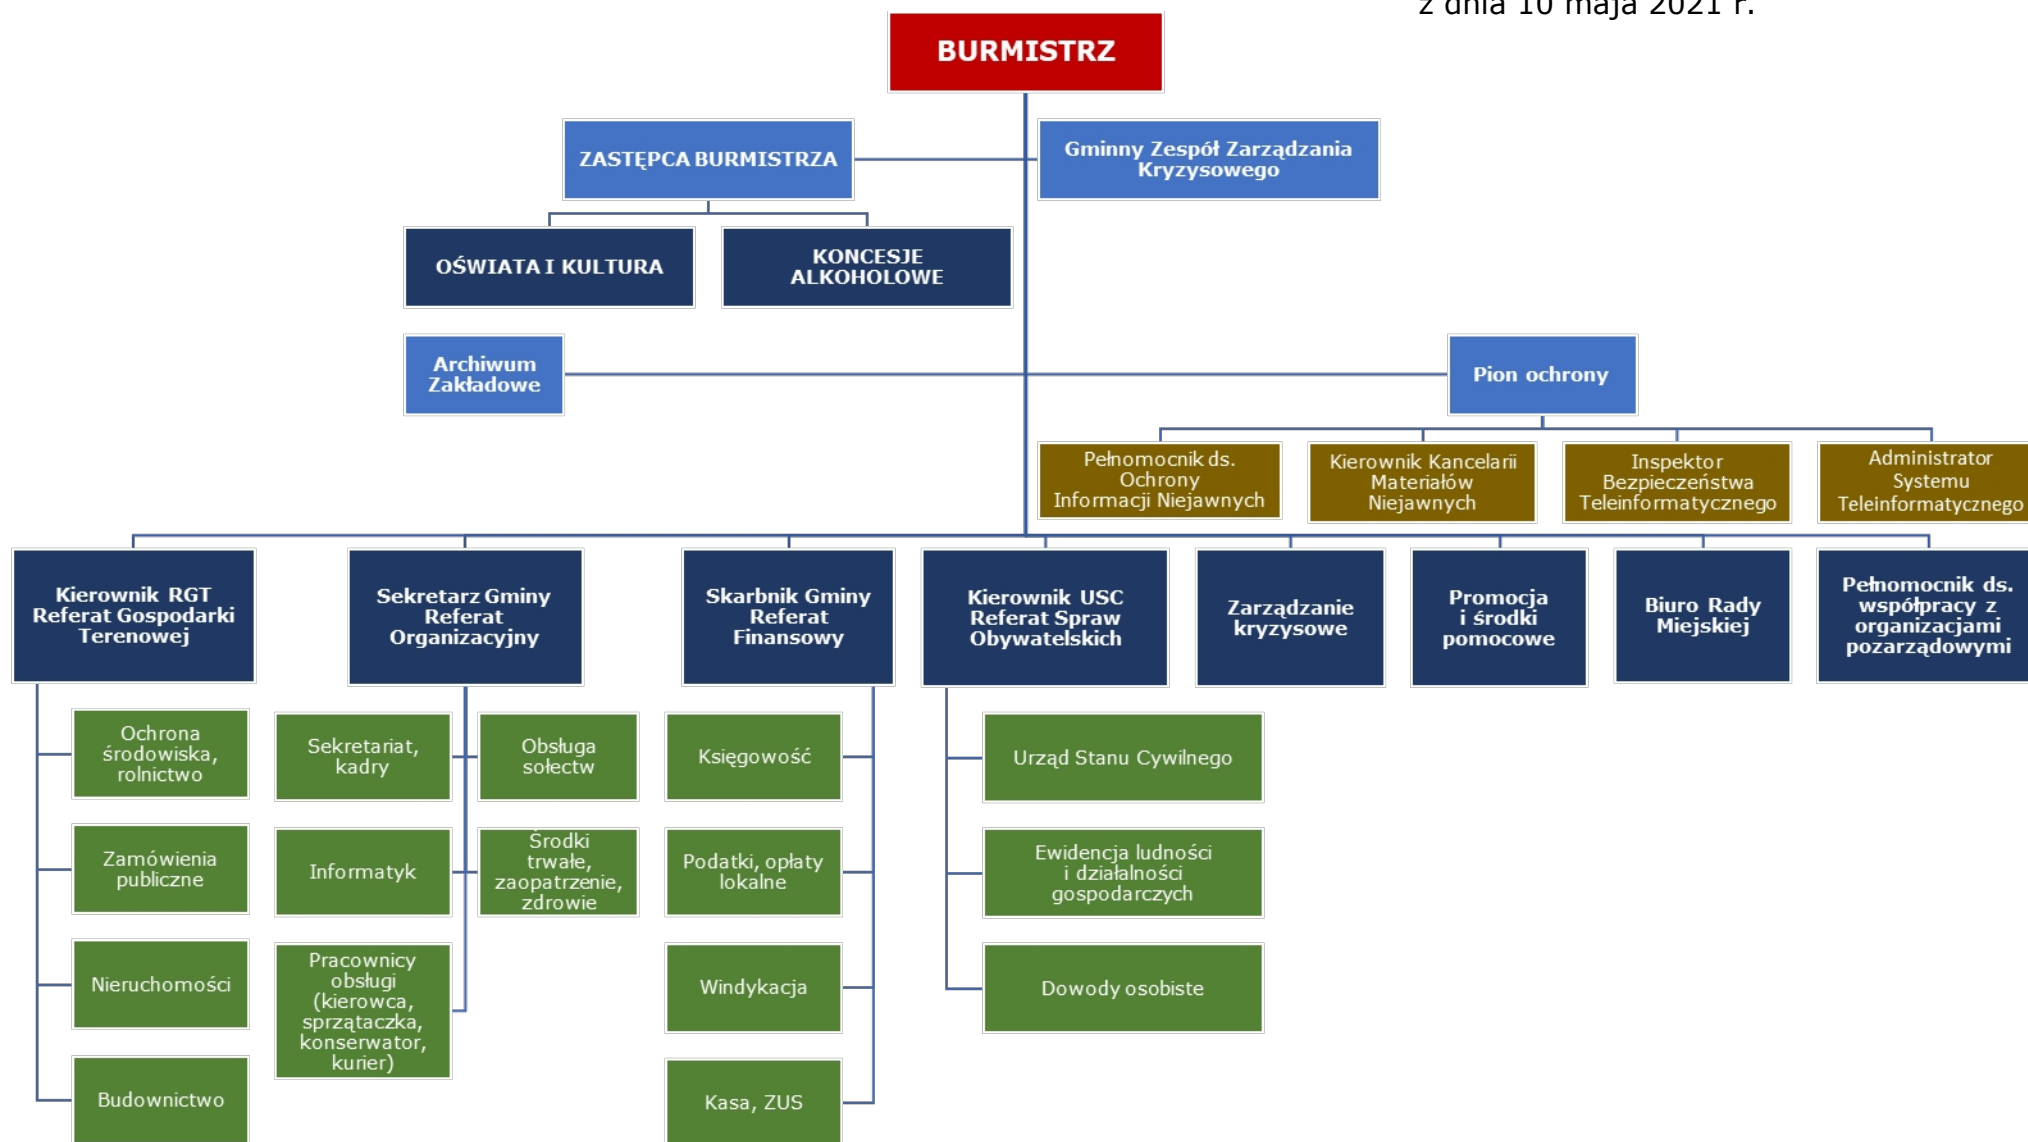 z dnia 10 maja 2021 r.
BURMISTRZ
ZASTĘPCA BURMISTRZA
Gminny Zespół Zarządzania
Kryzysowego
OŚWIATA I KULTURA
KONCESJE
ALKOHOLOWE
Archiwum
Zakładowe
Pion ochrony
Pełnomocnik ds.
Ochrony
Informacji Niejawnych
Kierownik Kancelarii
Materiałów
Niejawnych
Inspektor
Bezpieczeństwa
Teleinformatycznego
Administrator
Systemu
Teleinformatycznego
Kierownik RGT
Referat Gospodarki
Terenowej
Sekretarz Gminy
Referat
Organizacyjny
Skarbnik Gminy
Referat
Finansowy
Kierownik USC
Referat Spraw
Obywatelskich
Zarządzanie
kryzysowe
Promocja
i środki
pomocowe
Biuro Rady
Miejskiej
Pełnomocnik ds.
współpracy z
organizacjami
pozarządowymi
Ochrona
środowiska,
rolnictwo
Zamówienia
publiczne
Nieruchomości
Budownictwo
Sekretariat,
kadry
Informatyk
Pracownicy
obsługi
(kierowca,
sprzątaczka,
konserwator,
kurier)
Obsługa
sołectw
Środki
trwałe,
zaopatrzenie,
zdrowie
Księgowość
Podatki, opłaty
lokalne
Windykacja
Kasa, ZUS
Urząd Stanu Cywilnego
Ewidencja ludności
i działalności
gospodarczych
Dowody osobiste